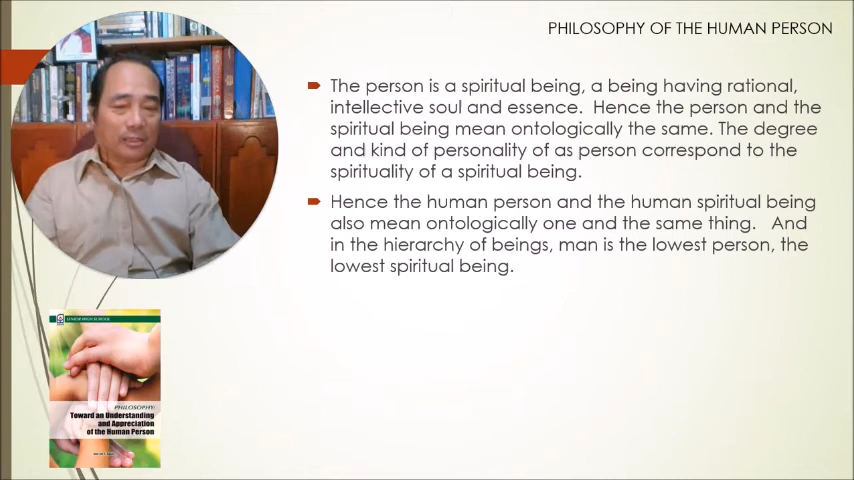 PHILOSOPHY OF THE HUMAN PERSON
The person is a spiritual being, a being having rational,
intellective soul and essence. Hence the person and the
spiritual being mean ontologically the same. The degree
and kind of personality of as person correspond to the
spirituality of a spiritual being.
Hence the human person and the human spiritual being
also mean ontologically one and the same thing. And
in the hierarchy of beings, man is the lowest person, the
lowest spiritual being.
SENIOR HIGH SCHOOL
PHILOSOPHY:
Toward an Understanding
and Appreciation
of the Human Person